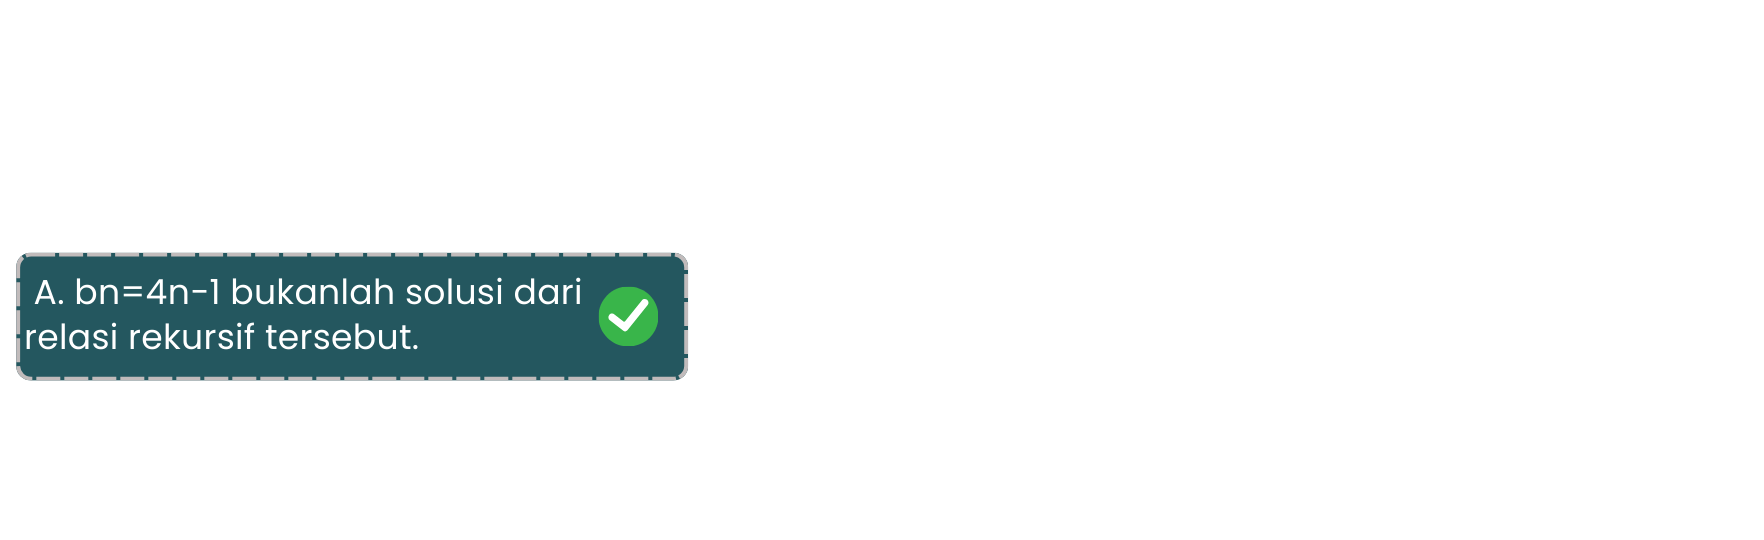 A. bn=4n-1 bukanlah solusi dari
relasi rekursif tersebut.